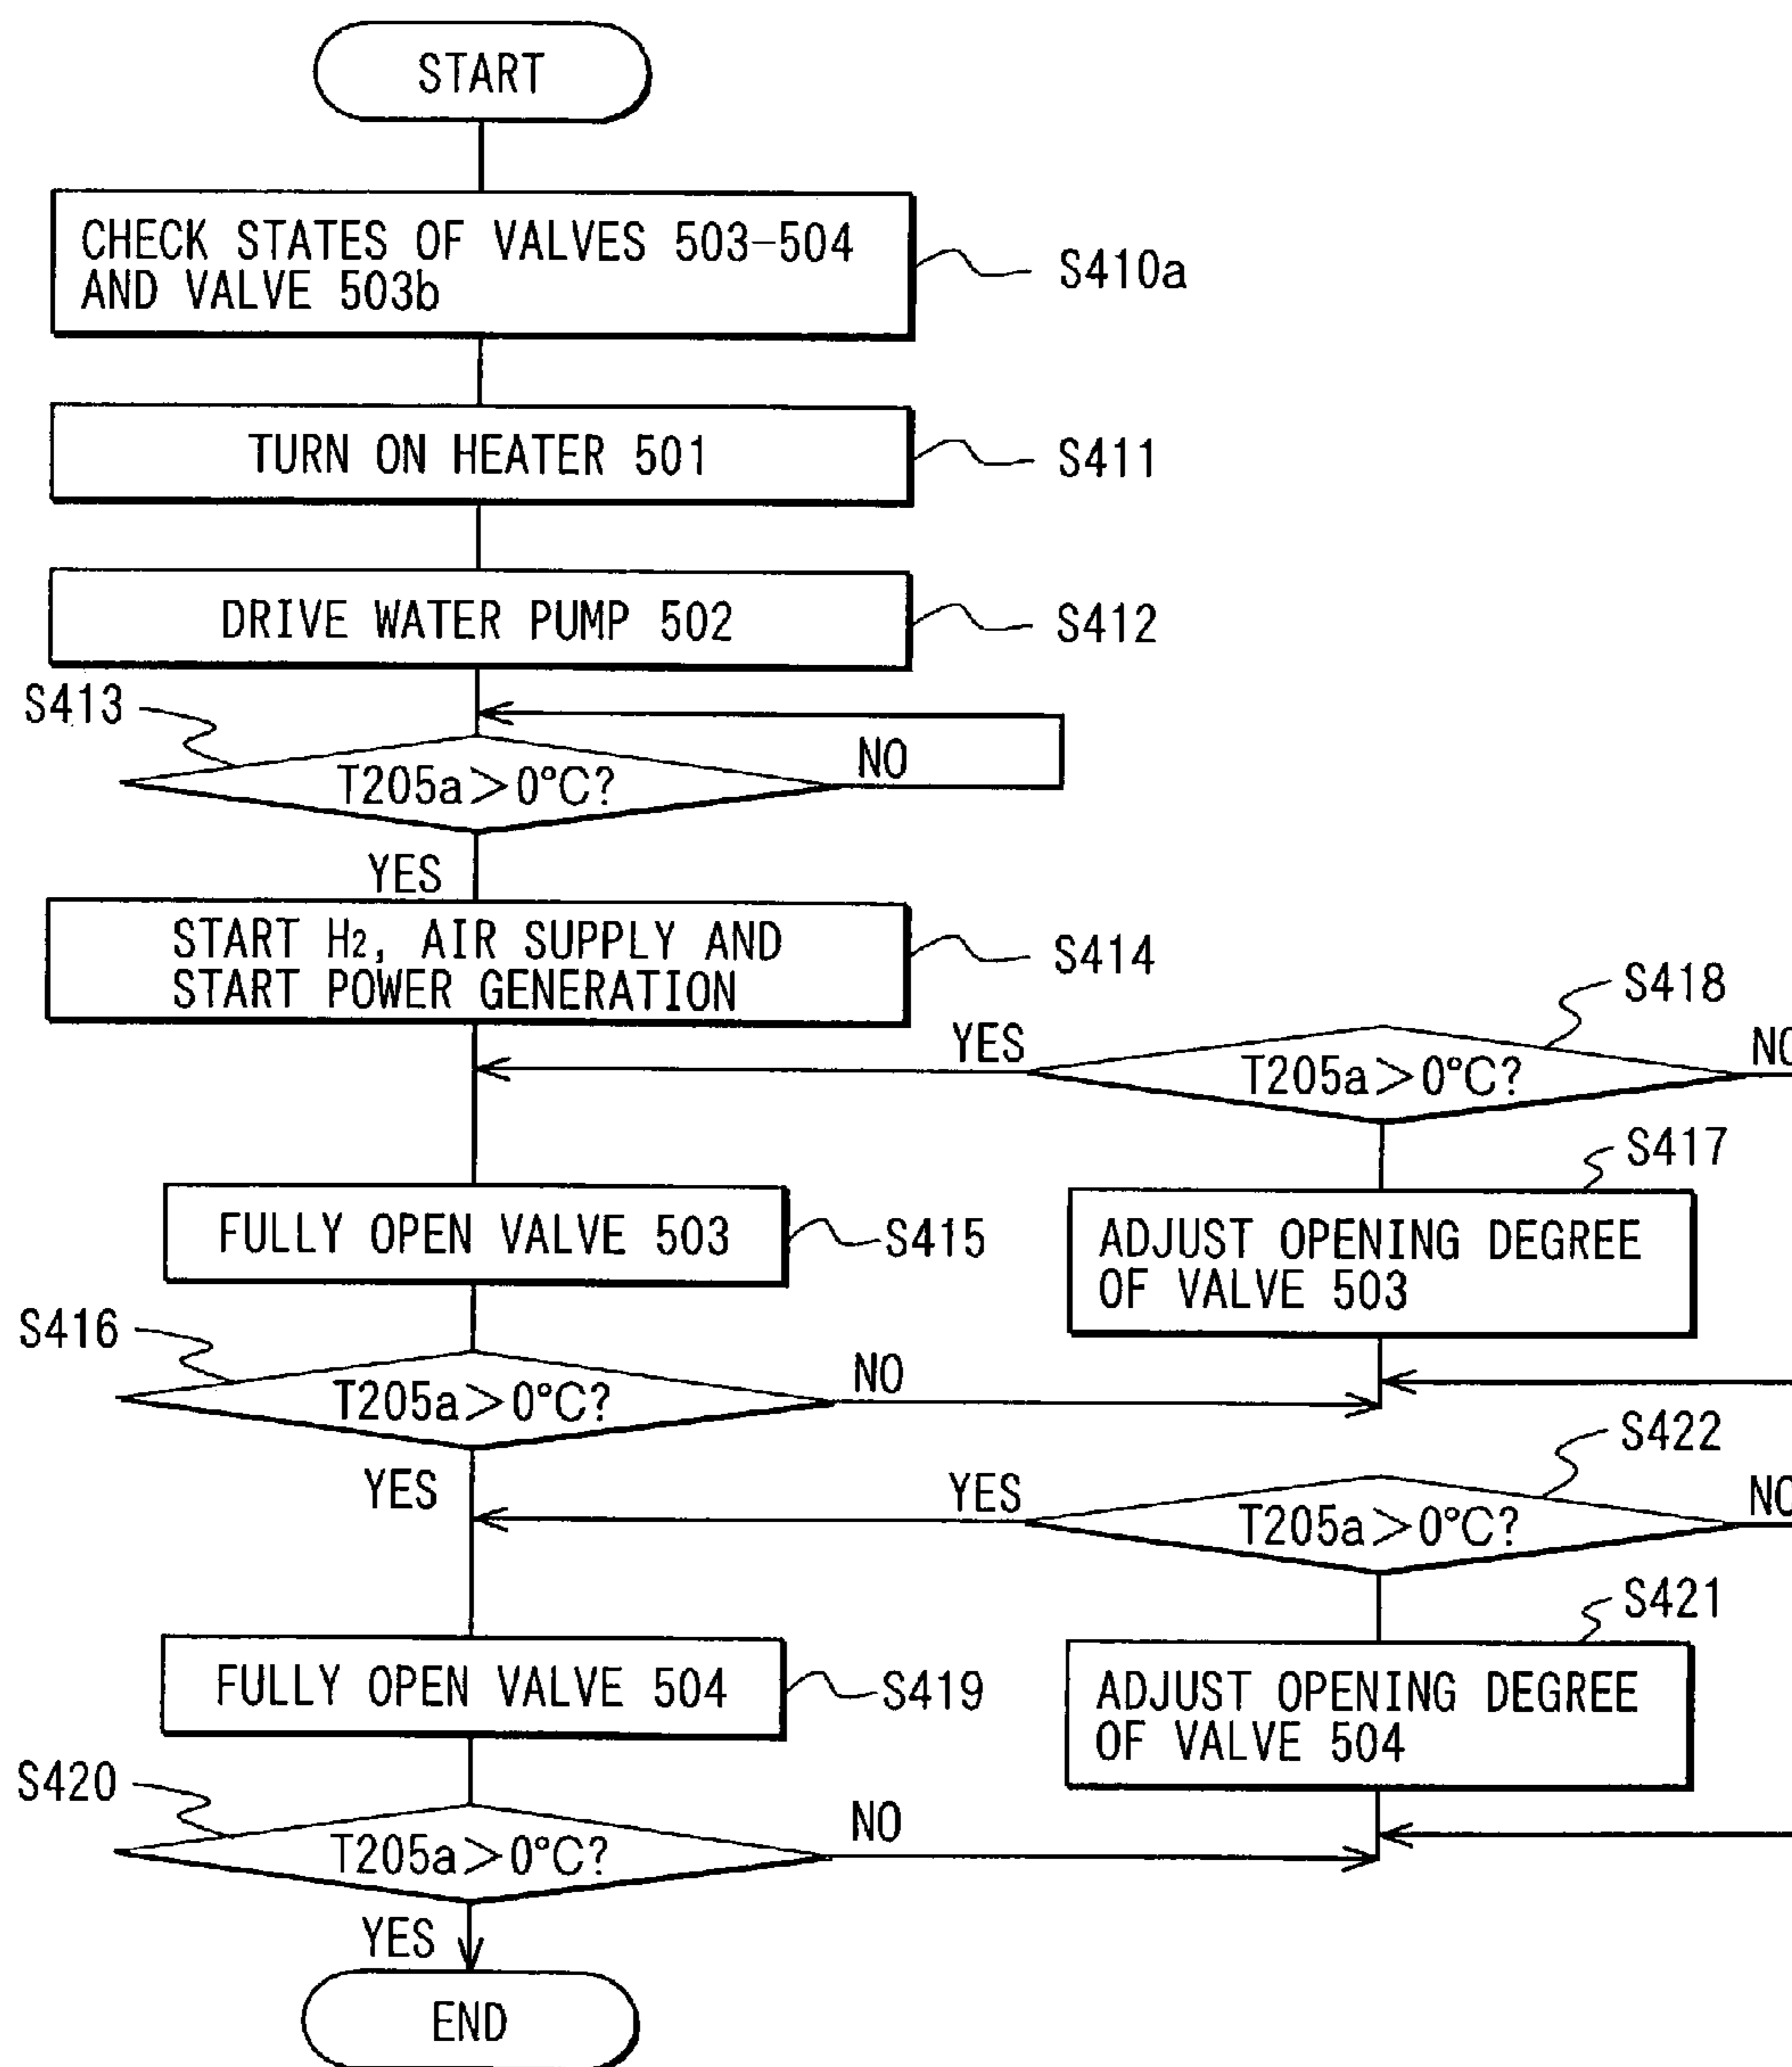 START
CHECK STATES OF VALVES 503-504
AND VALVE 503b
S410a
TURN ON HEATER 501
S411
DRIVE WATER PUMP 502
S412
S413
T205a>0°C?
NO
YES
START H2, AIR SUPPLY AND
START POWER GENERATION
S414
S418
YES
T205a>0°C?
NO
S417
FULLY OPEN VALVE 503
S415
ADJUST OPENING DEGREE
OF VALVE 503
S416
T205a>0°C?
NO
YES
S422
YES
T205a>0°C?
NO
S421
FULLY OPEN VALVE 504
S419
ADJUST OPENING DEGREE
OF VALVE 504
S420
T205a>0°C?
NO
YES
END